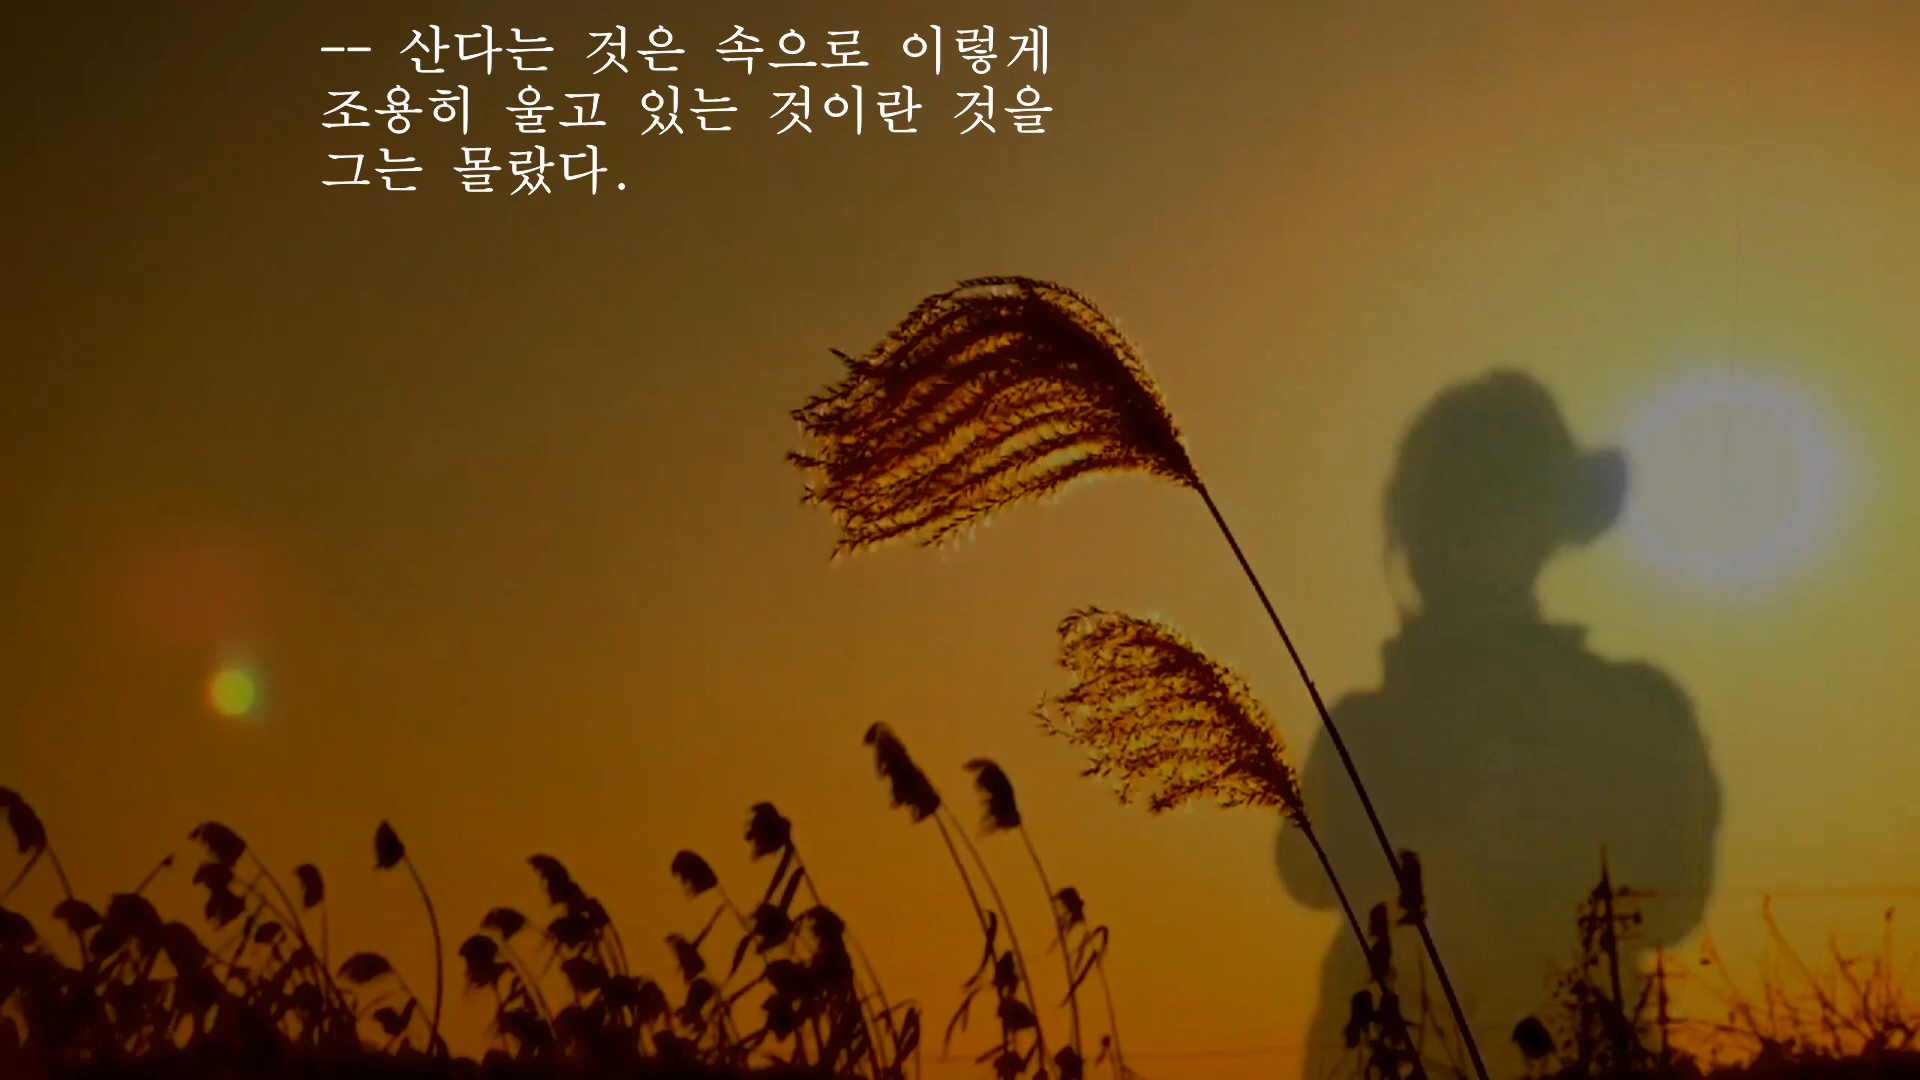 -- 산다는 것은 속으로 이렇게
조용히 울고 있는 것이란 것을
그는 몰랐다.